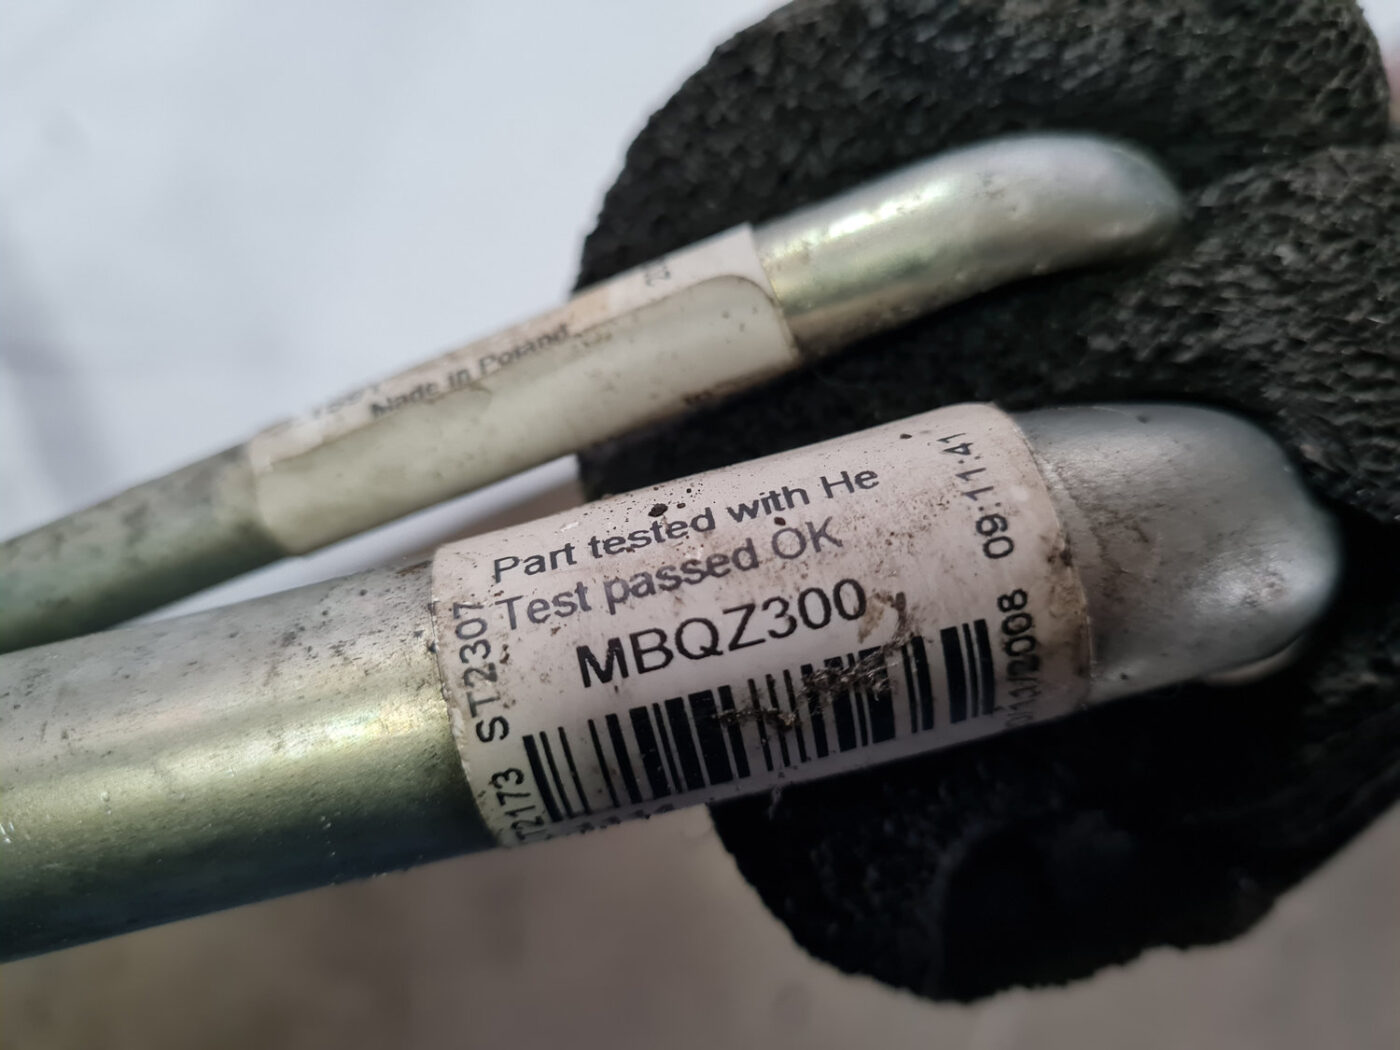 Made in Poland
Part tested with He
Test passed OK
MBQZ300
ST2307
09:11:41